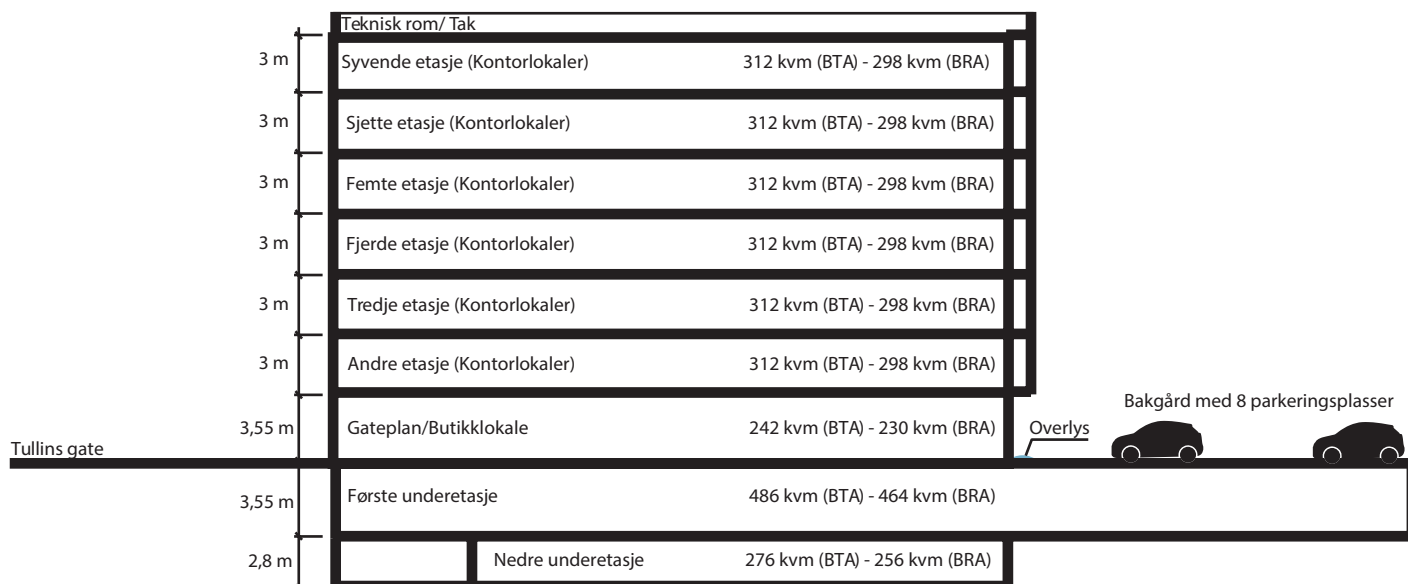 Teknisk rom/ Tak
3 m Syvende etasje (Kontorlokaler) 312 kvm (BTA) - 298 kvm (BRA)
3 m Sjette etasje (Kontorlokaler) 312 kvm (BTA) - 298 kvm (BRA)
3 m Femte etasje (Kontorlokaler) 312 kvm (BTA) - 298 kvm (BRA)
3 m Fjerde etasje (Kontorlokaler) 312 kvm (BTA) - 298 kvm (BRA)
3 m Tredje etasje (Kontorlokaler) 312 kvm (BTA) - 298 kvm (BRA)
3 m Andre etasje (Kontorlokaler) 312 kvm (BTA) - 298 kvm (BRA)
Bakgård med 8 parkeringsplasser
3,55 m Gateplan/Butikklokale 242 kvm (BTA) - 230 kvm (BRA) Overlys
Tullins gate
3,55 m Første underetasje 486 kvm (BTA) - 464 kvm (BRA)
2,8 m Nedre underetasje 276 kvm (BTA) - 256 kvm (BRA)